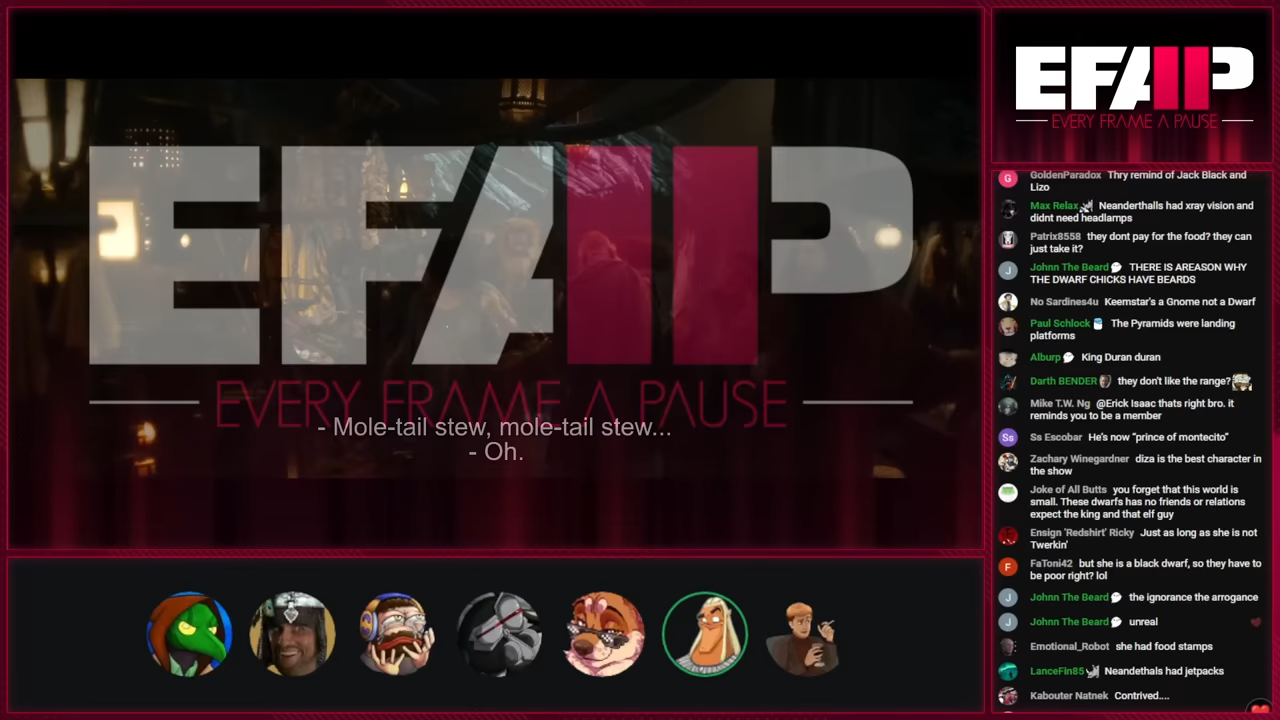 EFAP
EVERY FRAME A PAUSE
- Mole-tail stew, mole-tail stew...
- Oh.
EFAP
EVERY FRAME A PAUSE
G GoldenParadox Thry remind of Jack Black and
Lizo
Max Relax Neanderthalls had xray vision and
didnt need headlamps
Patrix8558 they dont pay for the food? they can
just take it?
J Johnn The Beard THERE IS AREASON WHY
THE DWARF CHICKS HAVE BEARDS
No Sardines4u Keemstar's a Gnome not a Dwarf
Paul Schlock The Pyramids were landing
platforms
Alburp King Duran duran
Darth BENDER they don't like the range?
Mike T.W. Ng @Erick Isaac thats right bro. it
reminds you to be a member
Ss Ss Escobar He's now “prince of montecito”
Zachary Winegardner diza is the best character in
the show
Joke of All Butts you forget that this world is
small. These dwarfs has no friends or relations
expect the king and that elf guy
Ensign 'Redshirt' Ricky Just as long as she is not
Twerkin'
F FaToni42 but she is a black dwarf, so they have to
be poor right? lol
J Johnn The Beard the ignorance the arrogance
J Johnn The Beard unreal
Emotional_Robot she had food stamps
LanceFin85 Neandethals had jetpacks
Kabouter Natnek Contrived....